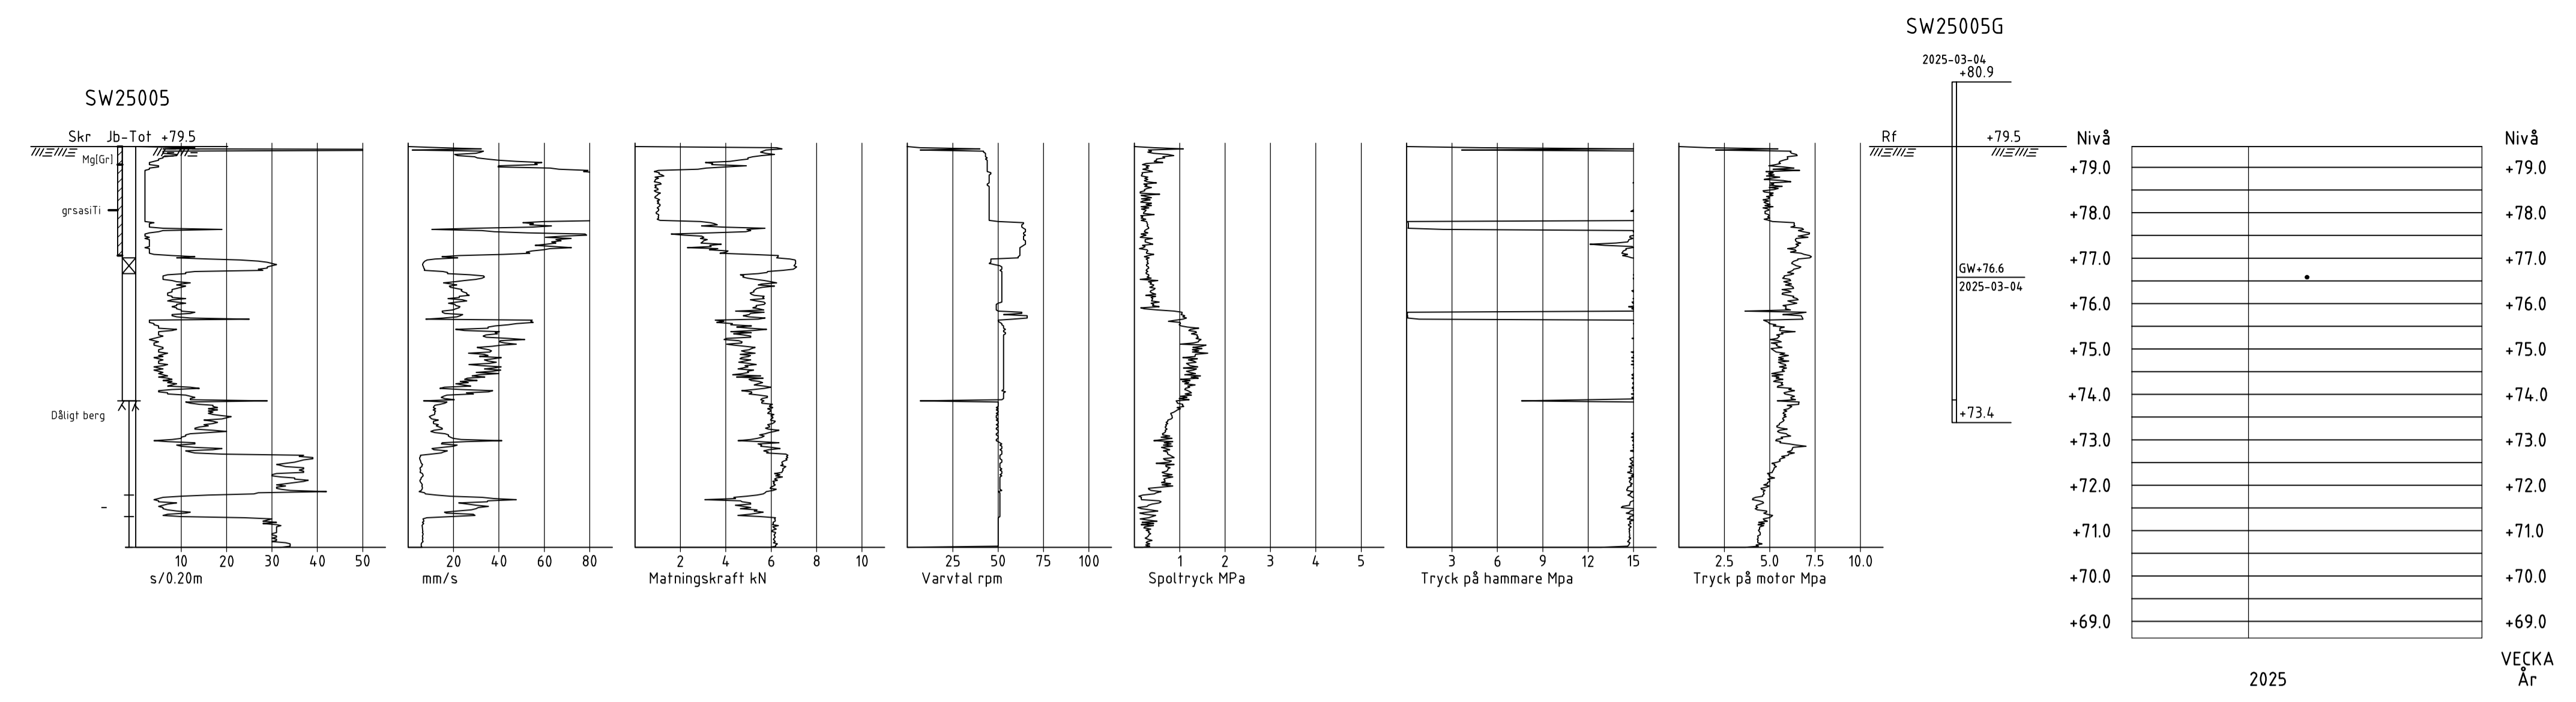 SW25005G
2025-03-04
+80.9
SW25005
Skr Jb-Tot +79.5
Mg[Gr]
grsasiTi
Dåligt berg
-
10 20 30 40 50
s/0.20m
20 40 60 80
mm/s
2 4 6 8 10
Matningskraft kN
25 50 75 100
Varvtal rpm
1 2 3 4 5
Spoltryck MPa
3 6 9 12 15
Tryck på hammare Mpa
2.5 5.0 7.5 10.0
Tryck på motor Mpa
Rf +79.5
GW+76.6
2025-03-04
+73.4
Nivå
+79.0
+78.0
+77.0
+76.0
+75.0
+74.0
+73.0
+72.0
+71.0
+70.0
+69.0
Nivå
+79.0
+78.0
+77.0
+76.0
+75.0
+74.0
+73.0
+72.0
+71.0
+70.0
+69.0
VECKA
2025 År